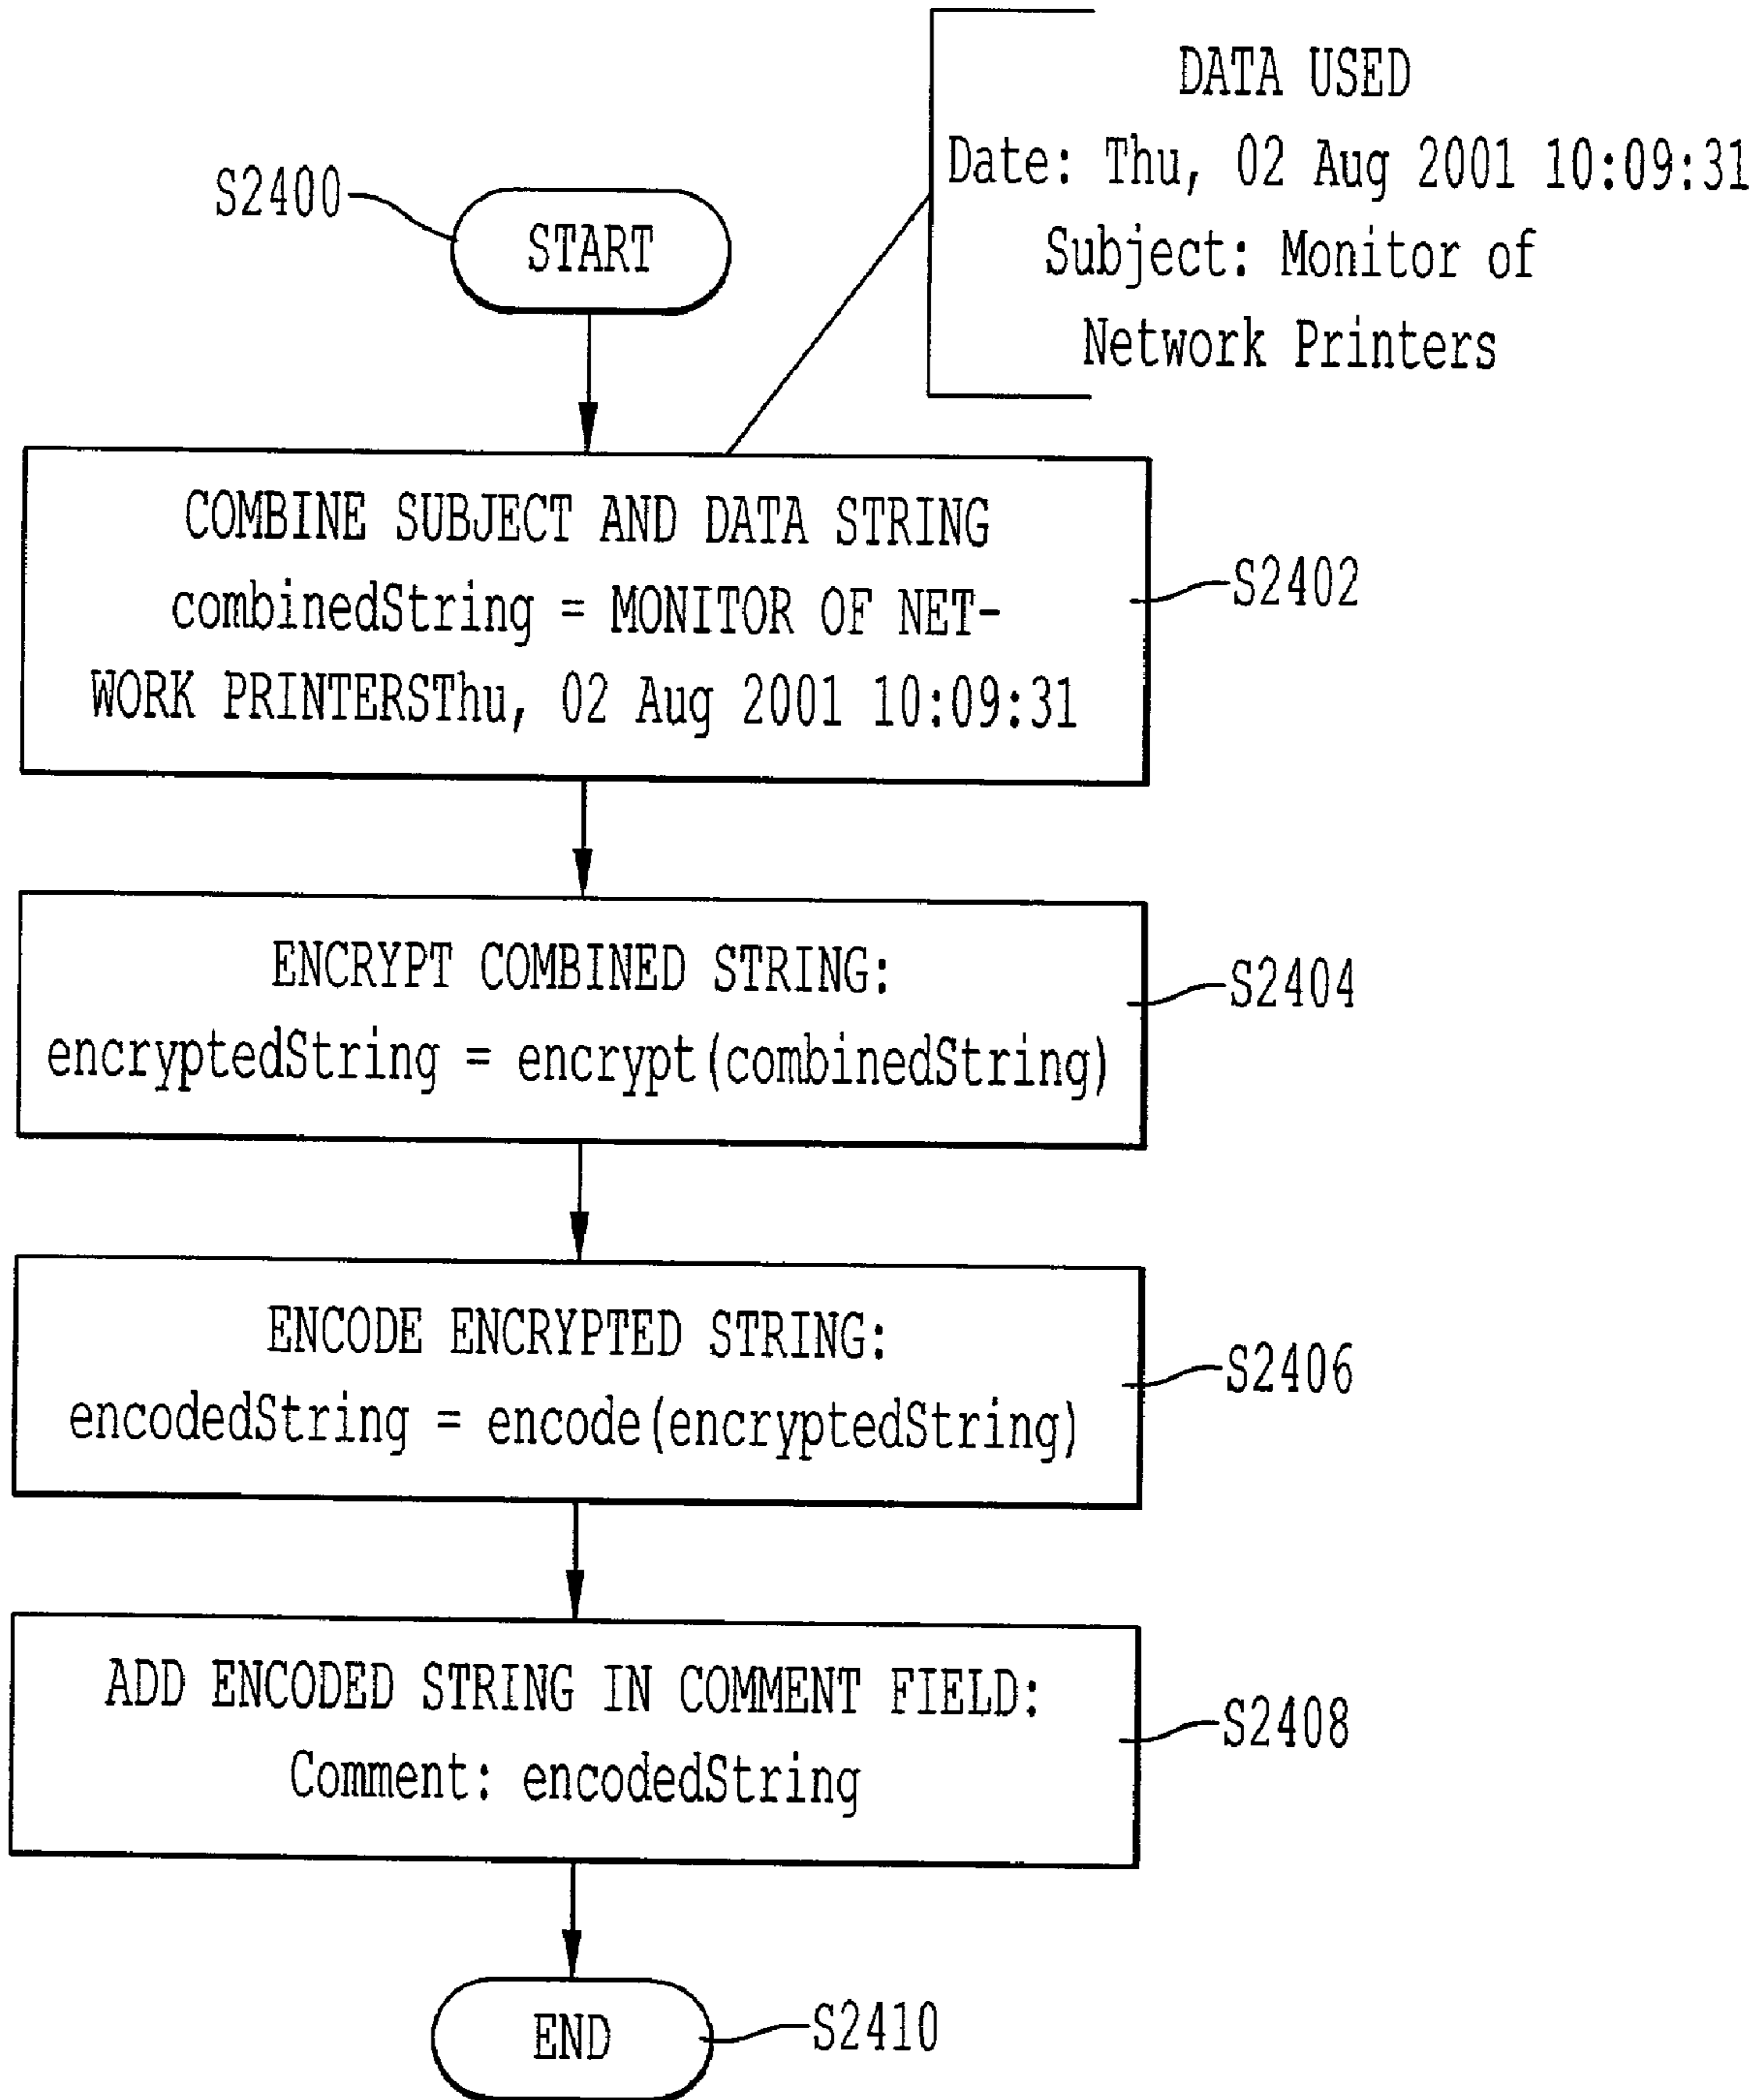 DATA USED
Date: Thu, 02 Aug 2001 10:09:31
Subject: Monitor of
Network Printers
S2400
START
COMBINE SUBJECT AND DATA STRING
combinedString = MONITOR OF NET-
WORK PRINTERSThu, 02 Aug 2001 10:09:31
S2402
ENCRYPT COMBINED STRING:
encryptedString = encrypt(combinedString)
S2404
ENCODE ENCRYPTED STRING:
encodedString = encode(encryptedString)
S2406
ADD ENCODED STRING IN COMMENT FIELD:
Comment: encodedString
S2408
END
S2410